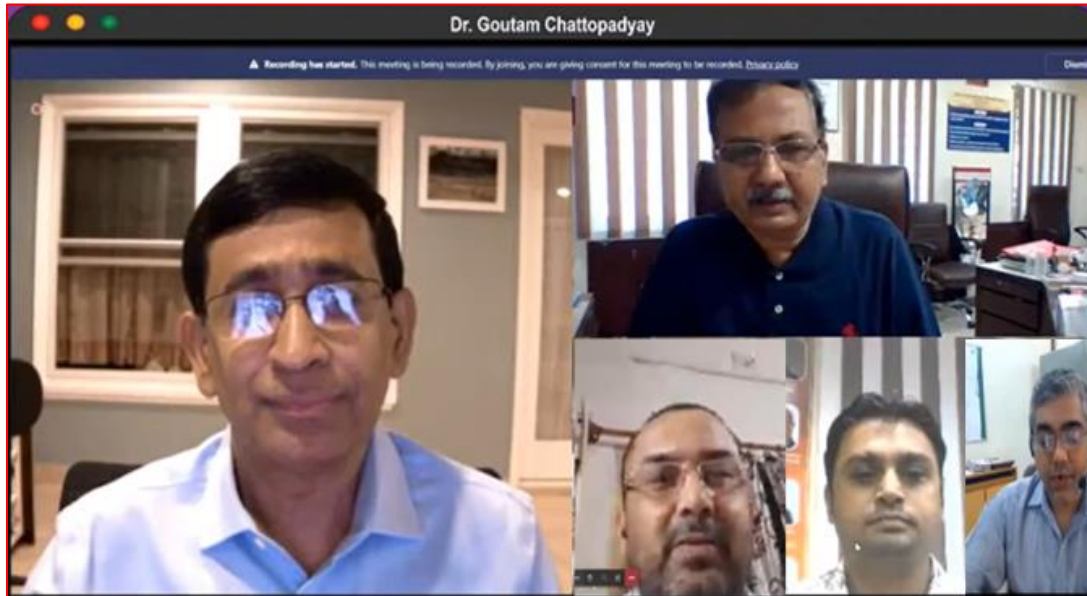 Dr. Goutam Chattopadyay
Recording has started. This meeting is being recorded. By joining, you are giving consent for this meeting to be recorded. Privacy policy
Dismi